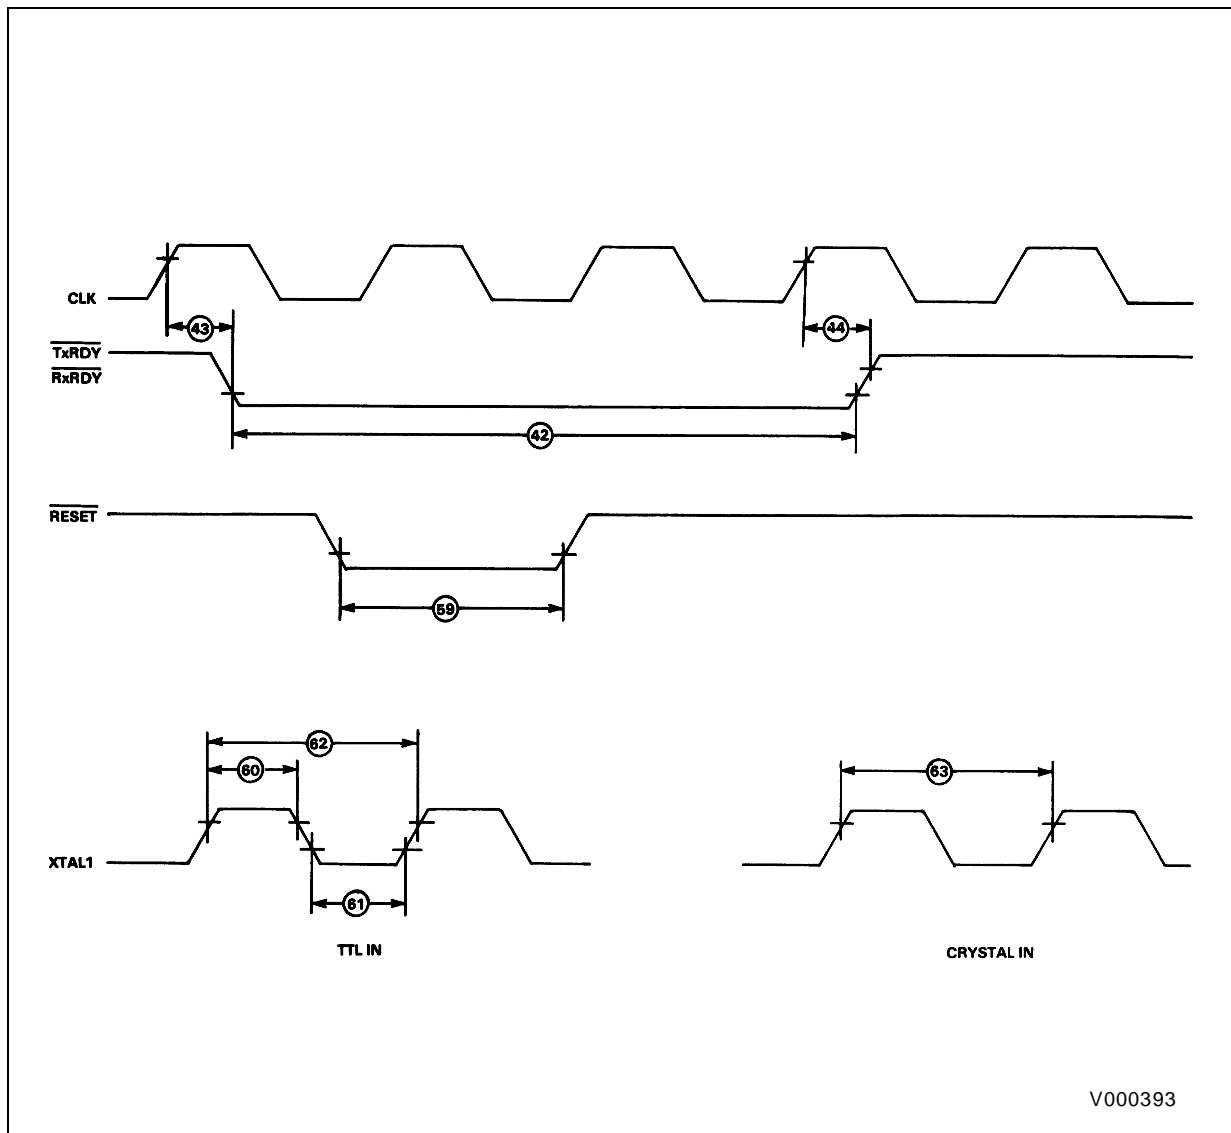 CLK
43
44
TxRDY
RxRDY
42
RESET
59
62
60
63
XTAL1
61
TTL IN
CRYSTAL IN
V000393